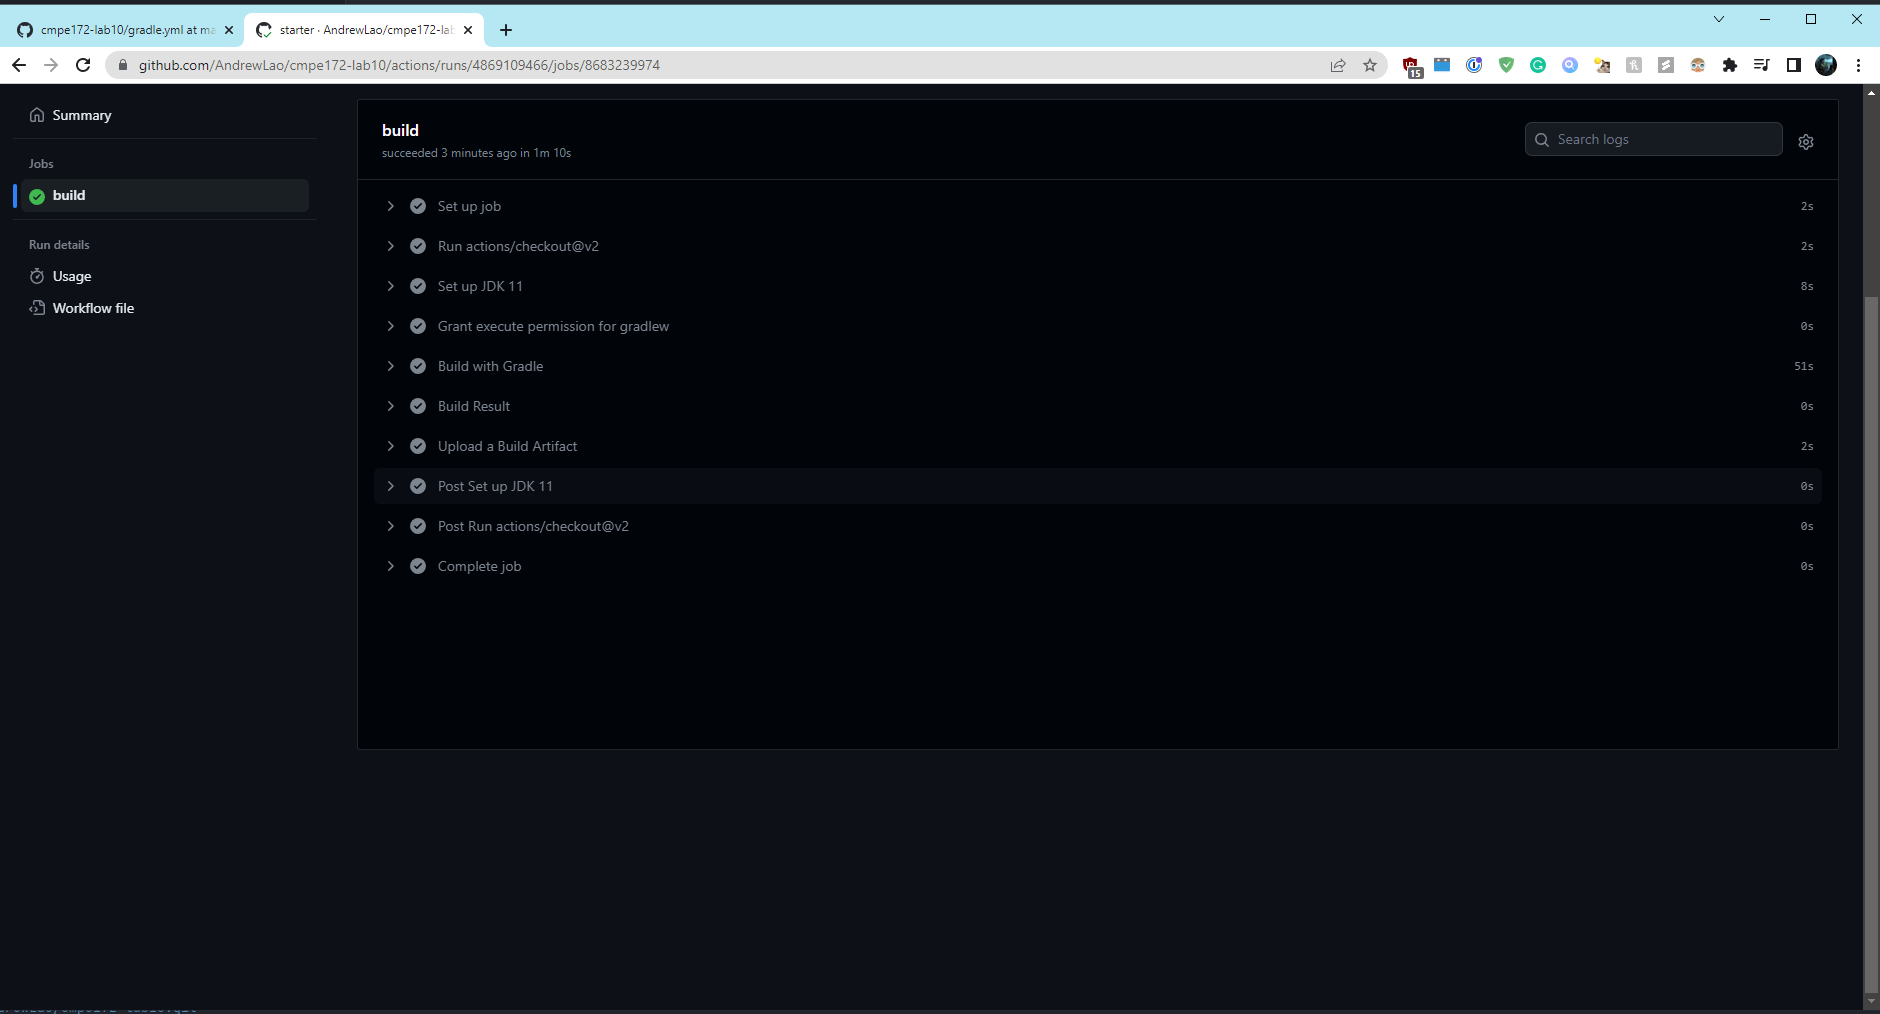 cmpe172-lab10/gradle.yml at ma
starter · AndrewLao/cmpe172-lab
github.com/AndrewLao/cmpe172-lab10/actions/runs/4869109466/jobs/8683239974
15
Summary
Jobs
build
Run details
Usage
Workflow file
build
succeeded 3 minutes ago in 1m 10s
Search logs
Set up job 2s
Run actions/checkout@v2 2s
Set up JDK 11 8s
Grant execute permission for gradlew 0s
Build with Gradle 51s
Build Result 0s
Upload a Build Artifact 2s
Post Set up JDK 11 0s
Post Run actions/checkout@v2 0s
Complete job 0s